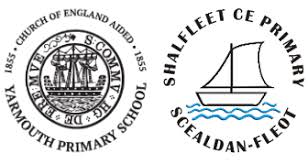 1855 • CHURCH OF ENGLAND AIDED • 1855
YARMOUTH PRIMARY SCHOOL
SHALFLEET CE PRIMARY
SCEALDAN-FLEOT